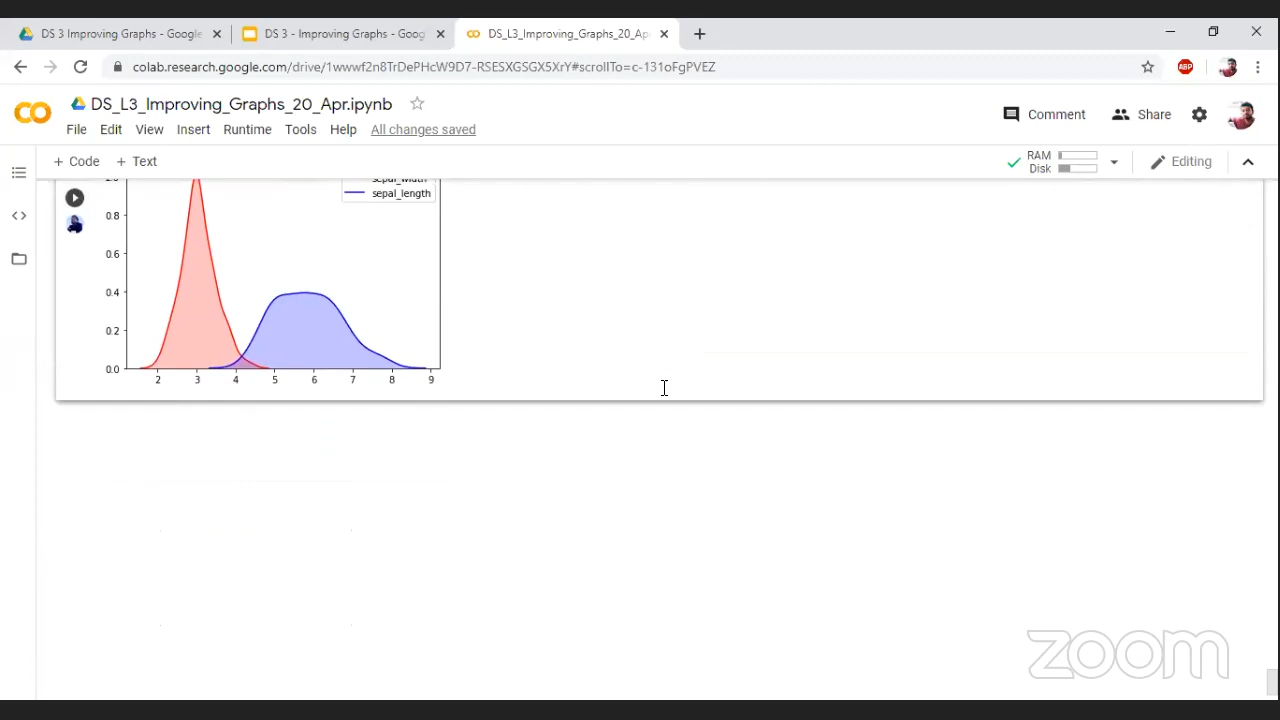 DS 3 Improving Graphs - Google
DS 3 - Improving Graphs - Goog
DS_L3_Improving_Graphs_20_Ap
colab.research.google.com/drive/1wwwf2n8TrDePHcW9D7-RSESXGSGX5XrY#scrollTo=c-131oFgPVEZ
ABP
CO
DS_L3_Improving_Graphs_20_Apr.ipynb
Comment
Share
File Edit View Insert Runtime Tools Help All changes saved
+ Code + Text
RAM
Disk
Editing
sepal_width
sepal_length
0.8
0.6
0.4
0.2
0.0
2 3 4 5 6 7 8 9
zoom